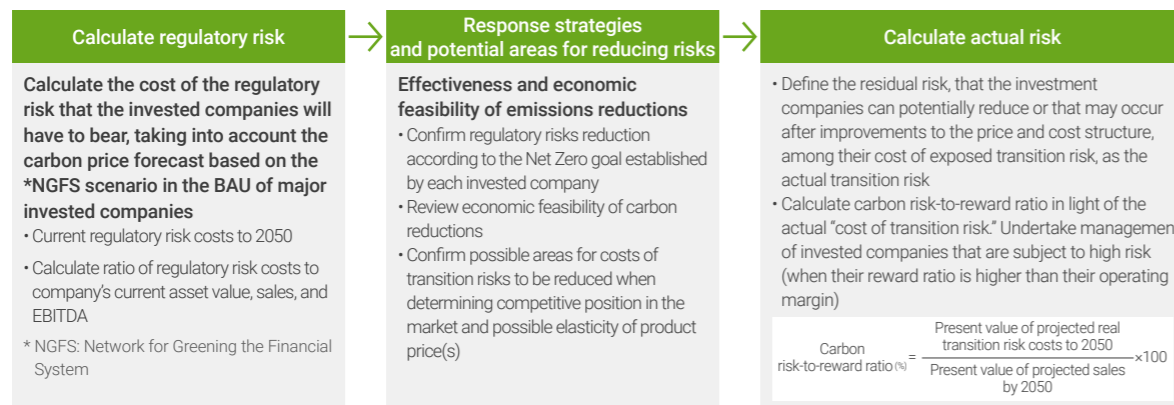 Calculate regulatory risk
Calculate the cost of the regulatory
risk that the invested companies will
have to bear, taking into account the
carbon price forecast based on the
*NGFS scenario in the BAU of major
invested companies
• Current regulatory risk costs to 2050
• Calculate ratio of regulatory risk costs to
company's current asset value, sales, and
EBITDA
* NGFS: Network for Greening the Financial
System
Response strategies
and potential areas for reducing risks
Effectiveness and economic
feasibility of emissions reductions
• Confirm regulatory risks reduction
according to the Net Zero goal established
by each invested company
• Review economic feasibility of carbon
reductions
• Confirm possible areas for costs of
transition risks to be reduced when
determining competitive position in the
market and possible elasticity of product
price(s)
Calculate actual risk
• Define the residual risk, that the investment
companies can potentially reduce or that may occur
after improvements to the price and cost structure,
among their cost of exposed transition risk, as the
actual transition risk
• Calculate carbon risk-to-reward ratio in light of the
actual "cost of transition risk." Undertake managemen
of invested companies that are subject to high risk
(when their reward ratio is higher than their operating
margin)
Carbon
risk-to-reward ratio (%)
=
Present value of projected real
transition risk costs to 2050
Present value of projected sales
by 2050
×100